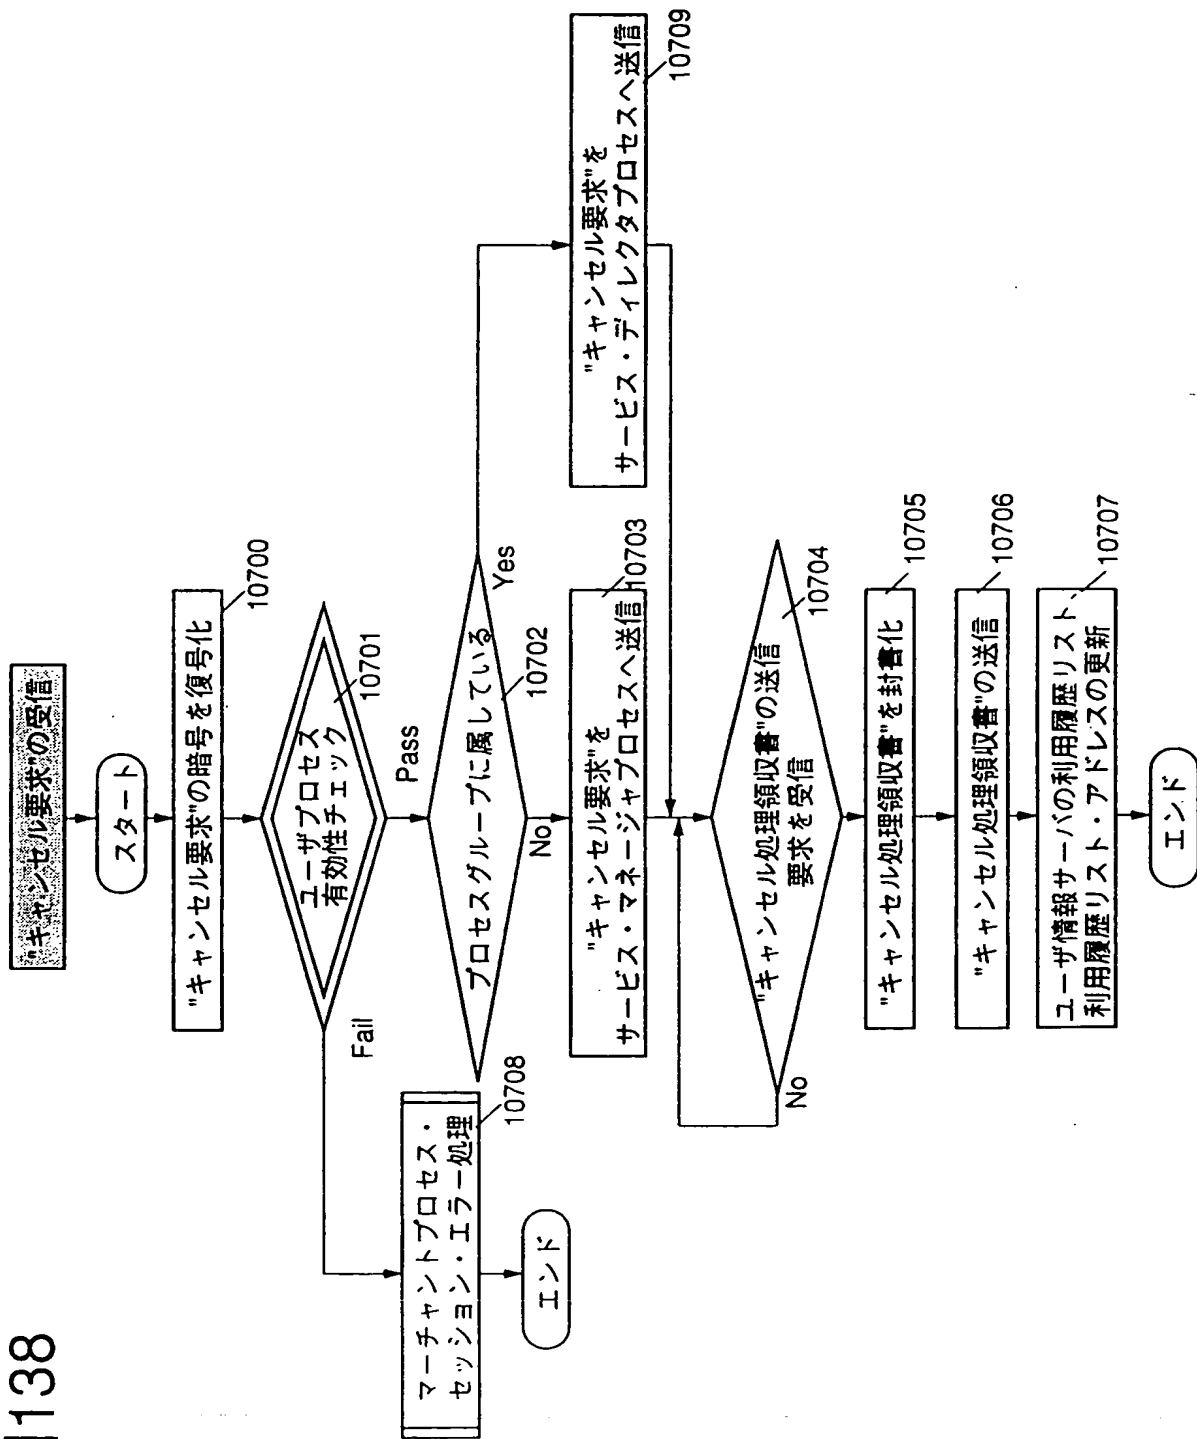 138
"キャンセル要求"の受信
スタート
"キャンセル要求"の暗号を復号化
10700
ユーザプロセス
有効性チェック
10701
Fail
Pass
マーチャントプロセス・
セッション・エラー処理
10708
エンド
プロセスグループに属している
10702
Yes
No
"キャンセル要求"を
サービス・マネージャプロセスへ送信
10703
"キャンセル要求"を
サービス・ディレクタプロセスへ送信
10709
"キャンセル処理領収書"の送信
要求を受信
10704
No
"キャンセル処理領収書"を封書化
10705
"キャンセル処理領収書"の送信
10706
ユーザ情報サーバの利用履歴リスト・
利用履歴リスト・アドレスの更新
10707
エンド